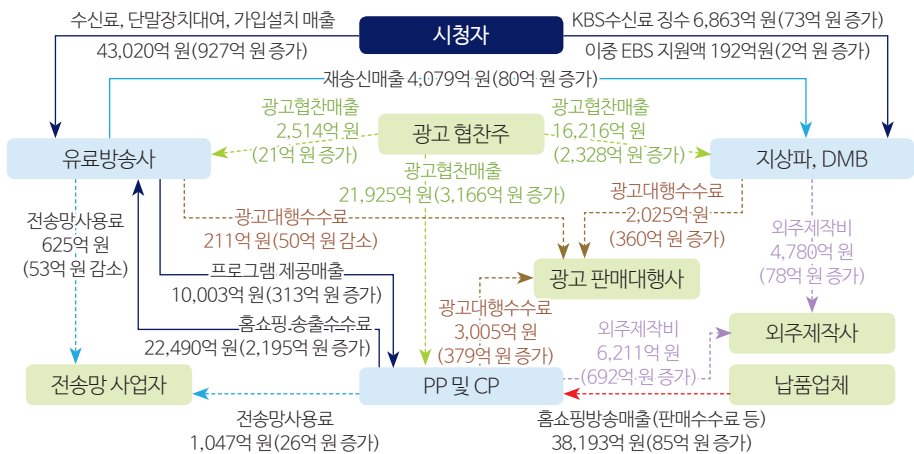 수신료, 단말장치대여, 가입설치 매출
43,020억 원(927억 원 증가)
시청자
KBS수신료 징수 6,863억 원(73억 원 증가)
이중 EBS 지원액 192억원(2억 원 증가)
재송신매출 4,079억 원(80억 원 증가)
광고협찬매출
2,514억 원
(21억 원 증가)
광고 협찬주
광고협찬매출
16,216억 원
(2,328억 원 증가)
유료방송사
지상파, DMB
광고협찬매출
21,925억 원(3,166억 원 증가)
전송망사용료
625억 원
(53억 원 감소)
광고대행수수료
211억 원(50억 원 감소)
광고대행수수료
2,025억 원
(360억 원 증가)
외주제작비
4,780억 원
(78억 원 증가)
프로그램 제공매출
10,003억 원(313억 원 증가)
광고 판매대행사
홈쇼핑 송출수수료
22,490억 원(2,195억 원 증가)
광고대행수수료
3,005억 원
(379억 원 증가)
외주제작비
6,211억 원
(692억 원 증가)
외주제작사
전송망 사업자
PP 및 CP
납품업체
전송망사용료
1,047억 원(26억 원 증가)
홈쇼핑방송매출(판매수수료 등)
38,193억 원(85억 원 증가)